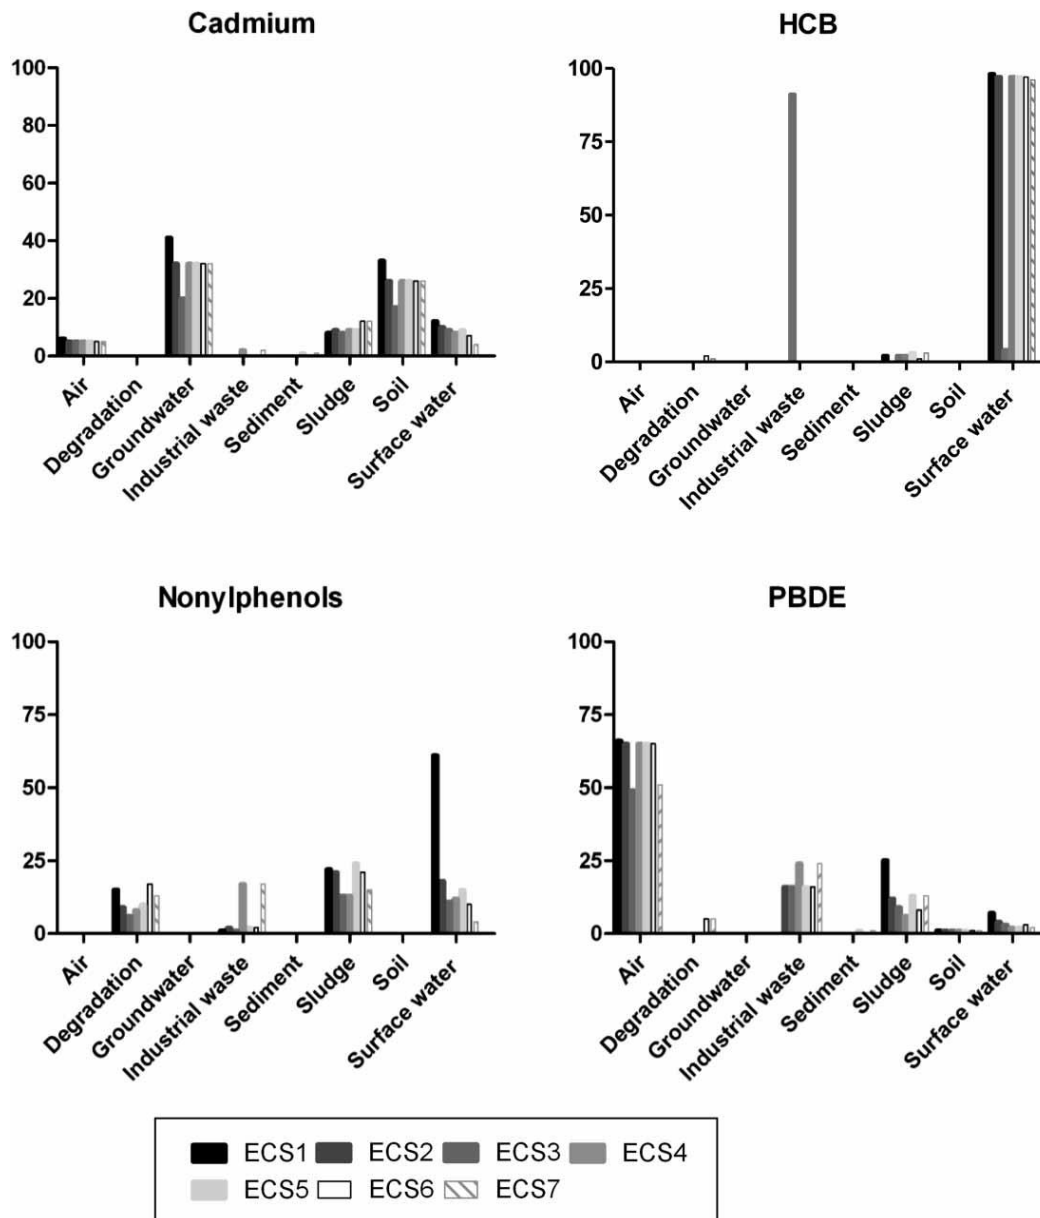 Cadmium
100
80
60
40
20
0
Air
Degradation
Groundwater
Industrial waste
Sediment
Sludge
Soil
Surface water
HCB
100
75
50
25
0
Air
Degradation
Groundwater
Industrial waste
Sediment
Sludge
Soil
Surface water
Nonylphenols
100
75
50
25
0
Air
Degradation
Groundwater
Industrial waste
Sediment
Sludge
Soil
Surface water
PBDE
100
75
50
25
0
Air
Degradation
Groundwater
Industrial waste
Sediment
Sludge
Soil
Surface water
ECS1 ECS2 ECS3 ECS4
ECS5 ECS6 ECS7